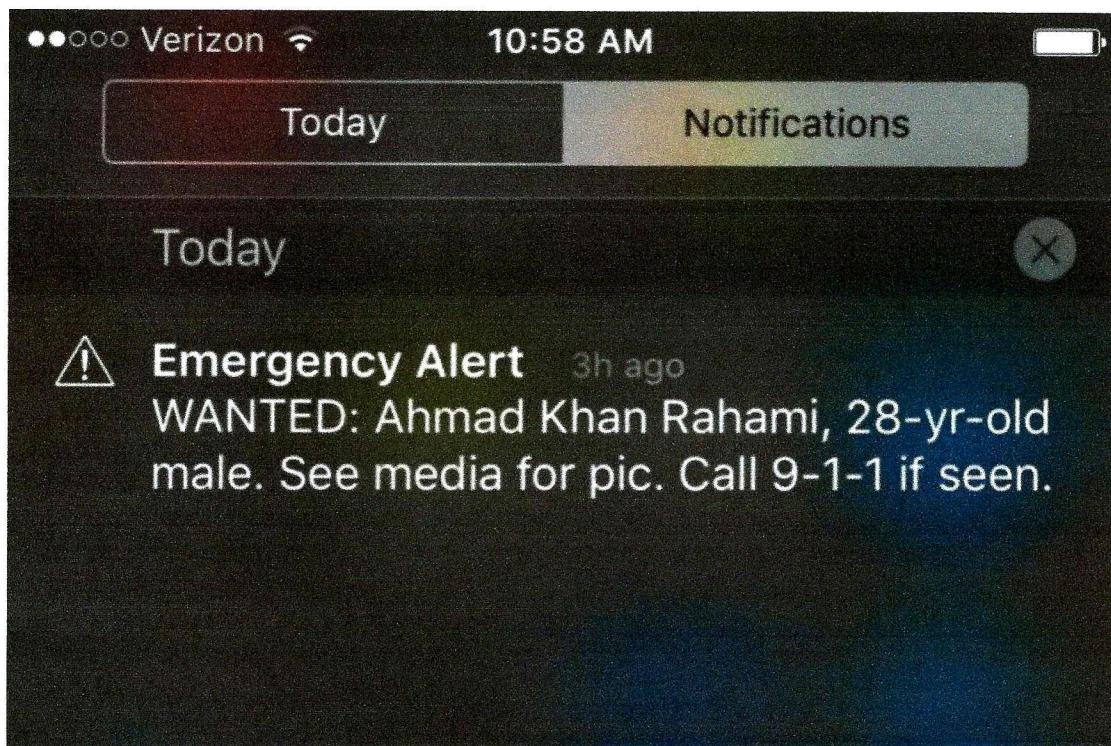 Verizon 10:58 AM
Today Notifications
Today
Emergency Alert 3h ago
WANTED: Ahmad Khan Rahami, 28-yr-old
male. See media for pic. Call 9-1-1 if seen.